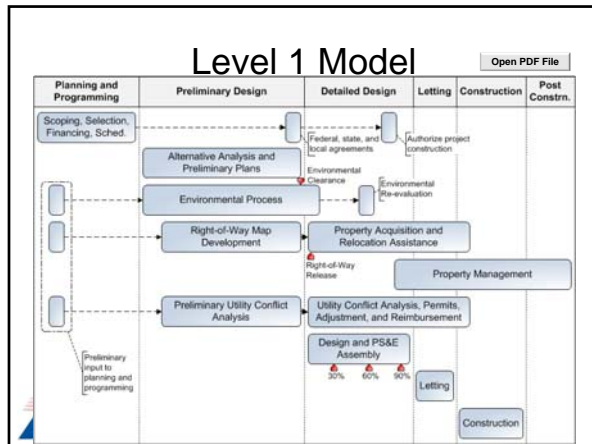 Level 1 Model
Open PDF File
Planning and
Programming
Preliminary Design
Detailed Design
Letting
Construction
Post
Constrn.
Scoping, Selection,
Financing, Sched.
Federal, state, and
local agreements
Authorize project
construction
Alternative Analysis and
Preliminary Plans
Environmental
Clearance
Environmental Process
Environmental
Re-evaluation
Right-of-Way Map
Development
Property Acquisition and
Relocation Assistance
Right-of-Way
Release
Property Management
Preliminary Utility Conflict
Analysis
Utility Conflict Analysis, Permits,
Adjustment, and Reimbursement
Preliminary
input to
planning and
programming
Design and PS&E
Assembly
30%
60%
90%
Letting
Construction